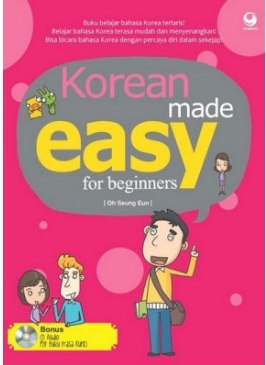 Buku belajar bahasa Korea terlaris!
Belajar bahasa Korea terasa mudah dan menyenangkan!
Bisa bicara bahasa Korea dengan percaya diri dalam sekejap!
Korean
made
easy
for beginners
| Oh Seung Eun |
Bonus